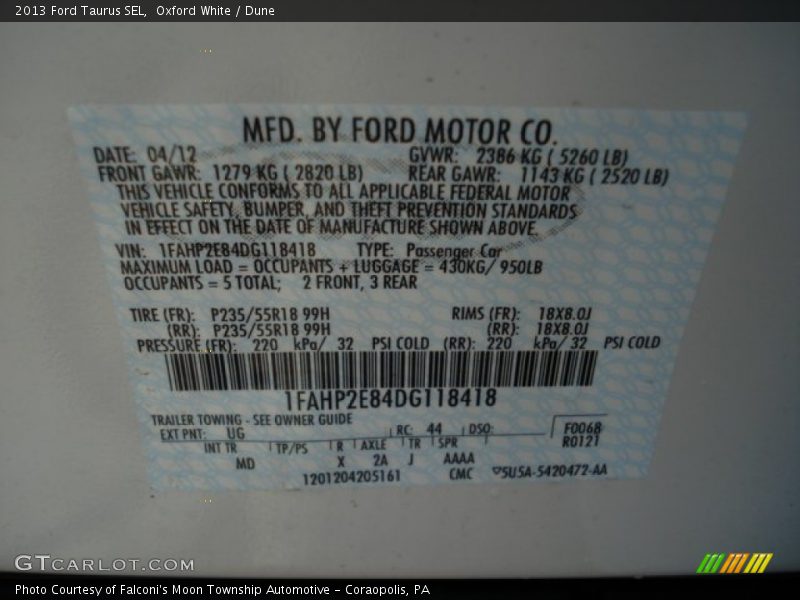 2013 Ford Taurus SEL, Oxford White / Dune
MFD. BY FORD MOTOR CO.
DATE: 04/12 GVWR: 2386 KG ( 5260 LB)
FRONT GAWR: 1279 KG ( 2820 LB) REAR GAWR: 1143 KG ( 2520 LB)
THIS VEHICLE CONFORMS TO ALL APPLICABLE FEDERAL MOTOR
VEHICLE SAFETY, BUMPER, AND THEFT PREVENTION STANDARDS
IN EFFECT ON THE DATE OF MANUFACTURE SHOWN ABOVE.
VIN: 1FAHP2E84DG118418 TYPE: Passenger Car
MAXIMUM LOAD = OCCUPANTS + LUGGAGE = 430KG/ 950LB
OCCUPANTS = 5 TOTAL; 2 FRONT, 3 REAR
TIRE (FR): P235/55R18 99H RIMS (FR): 18X8.0J
(RR): P235/55R18 99H (RR): 18X8.0J
PRESSURE (FR): 220 kPa/ 32 PSI COLD (RR): 220 kPa/ 32 PSI COLD
1FAHP2E84DG118418
TRAILER TOWING - SEE OWNER GUIDE
EXT PNT: UG RC: 44 DSO: F0068
R0121
INT TR TP/PS R AXLE TR SPR
MD X 2A J AAAA
1201204205161 CMC 5U5A-5420472-AA
GTCARLOT.COM
Photo Courtesy of Falconi's Moon Township Automotive - Coraopolis, PA